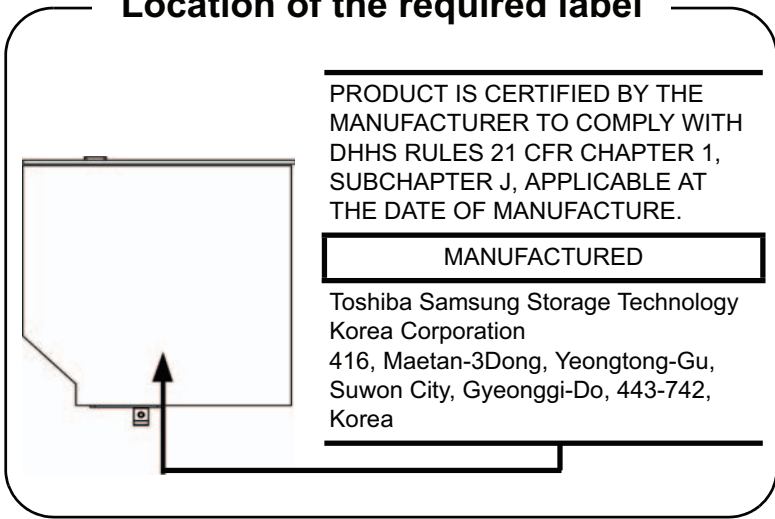 Location of the required label
PRODUCT IS CERTIFIED BY THE
MANUFACTURER TO COMPLY WITH
DHHS RULES 21 CFR CHAPTER 1,
SUBCHAPTER J, APPLICABLE AT
THE DATE OF MANUFACTURE.
MANUFACTURED
Toshiba Samsung Storage Technology
Korea Corporation
416, Maetan-3Dong, Yeongtong-Gu,
Suwon City, Gyeonggi-Do, 443-742,
Korea